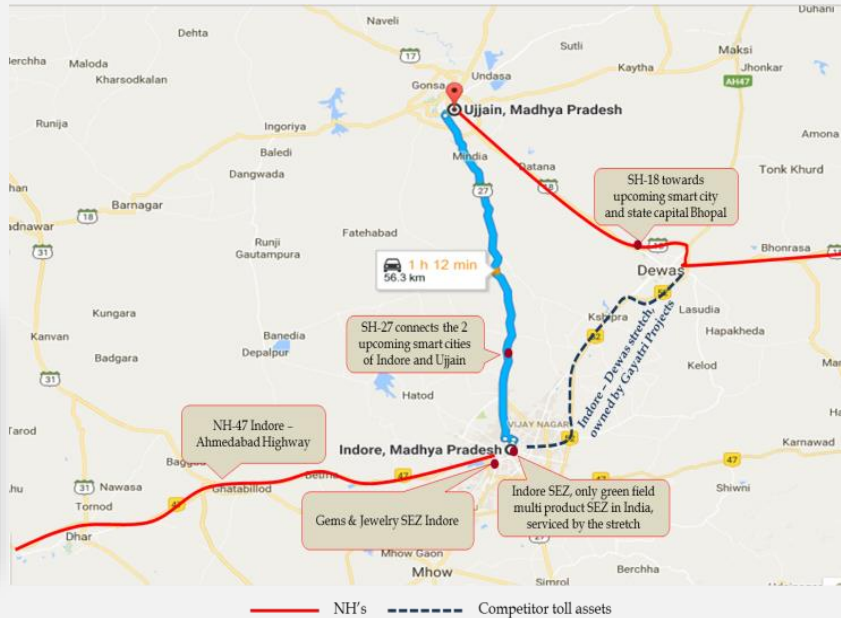 Naveli
Duhani
Dehta
17
Sutli
Maksi
Berchha
Maloda
Undasa
Kharsodkalan
Gonsa
Kaytha
Jhonkar
AH47
Ujjain, Madhya Pradesh
Runija
Ingoriya
Amona
Baledi
Mindia
Datana
Tonk Khurd
Dangwada
27
18
SH-18 towards
upcoming smart city
and state capital Bhopal
18
Barnagar
Fatehabad
31
Runji
Gautampura
18
Bhonrasa
1 h 12 min
56.3 km
Dewas
Kungara
Kshipra
Lasudia
Kanvan
Banedia
SH-27 connects the 2
upcoming smart cities
of Indore and Ujjain
52
Hapakheda
Badgara
Depalpur
Kelod
31
Hatod
Indore – Dewas stretch,
owned by Gayatri Projects
NH-47 Indore –
Ahmedabad Highway
VIJAY NAGAR
Tarod
Indore, Madhya Pradesh
52
Karnawad
47
47
31
Nawasa
Ghatabillod
Shiwni
Tornod
Gems & Jewelry SEZ Indore
Indore SEZ, only green field
multi product SEZ in India,
serviced by the stretch
Dhar
Mhow Gaon
Mhow
Simrol
Berchha
NH's
Competitor toll assets